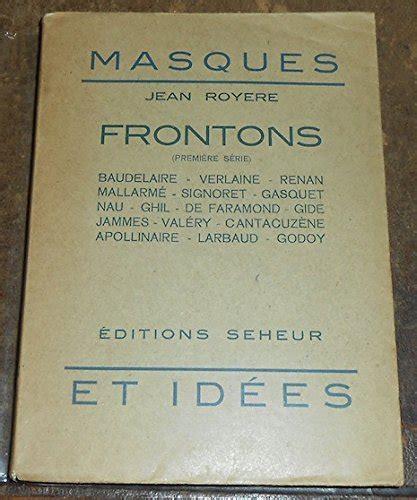 MASQUES
JEAN ROYERE
FRONTONS
(PREMIÈRE SÉRIE)
BAUDELAIRE - VERLAINE - RENAN
MALLARMÉ - SIGNORET - GASQUET
NAU - GHIL - DE FARAMOND - GIDE
JAMMES - VALÉRY - CANTACUZÈNE
APOLLINAIRE - LARBAUD - GODOY
ÉDITIONS SEHEUR
ET IDÉES